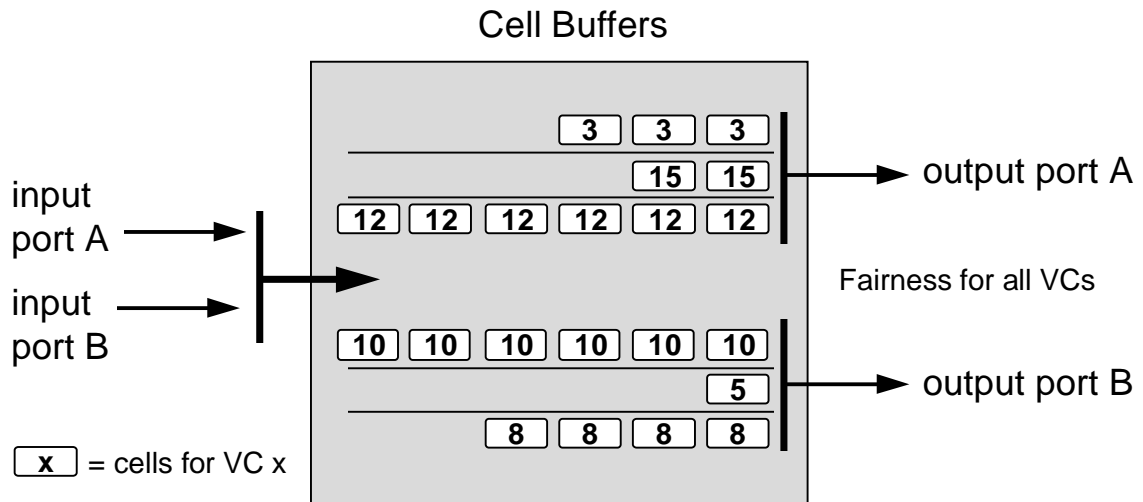 Cell Buffers
3 3 3
15 15
12 12 12 12 12 12
output port A
input
port A
input
port B
Fairness for all VCs
10 10 10 10 10 10
5
8 8 8 8
output port B
x = cells for VC x